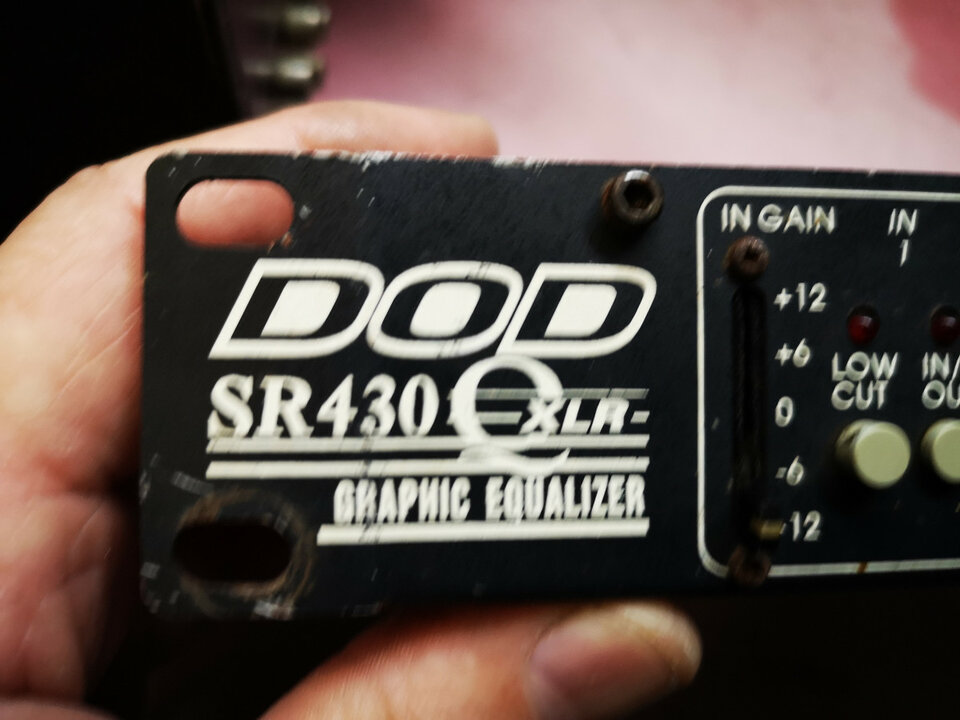 DOD
SR430 Q XLR
GRAPHIC EQUALIZER
IN GAIN
IN
1
+12
+6
0
-6
-12
LOW
CUT
IN/
OU